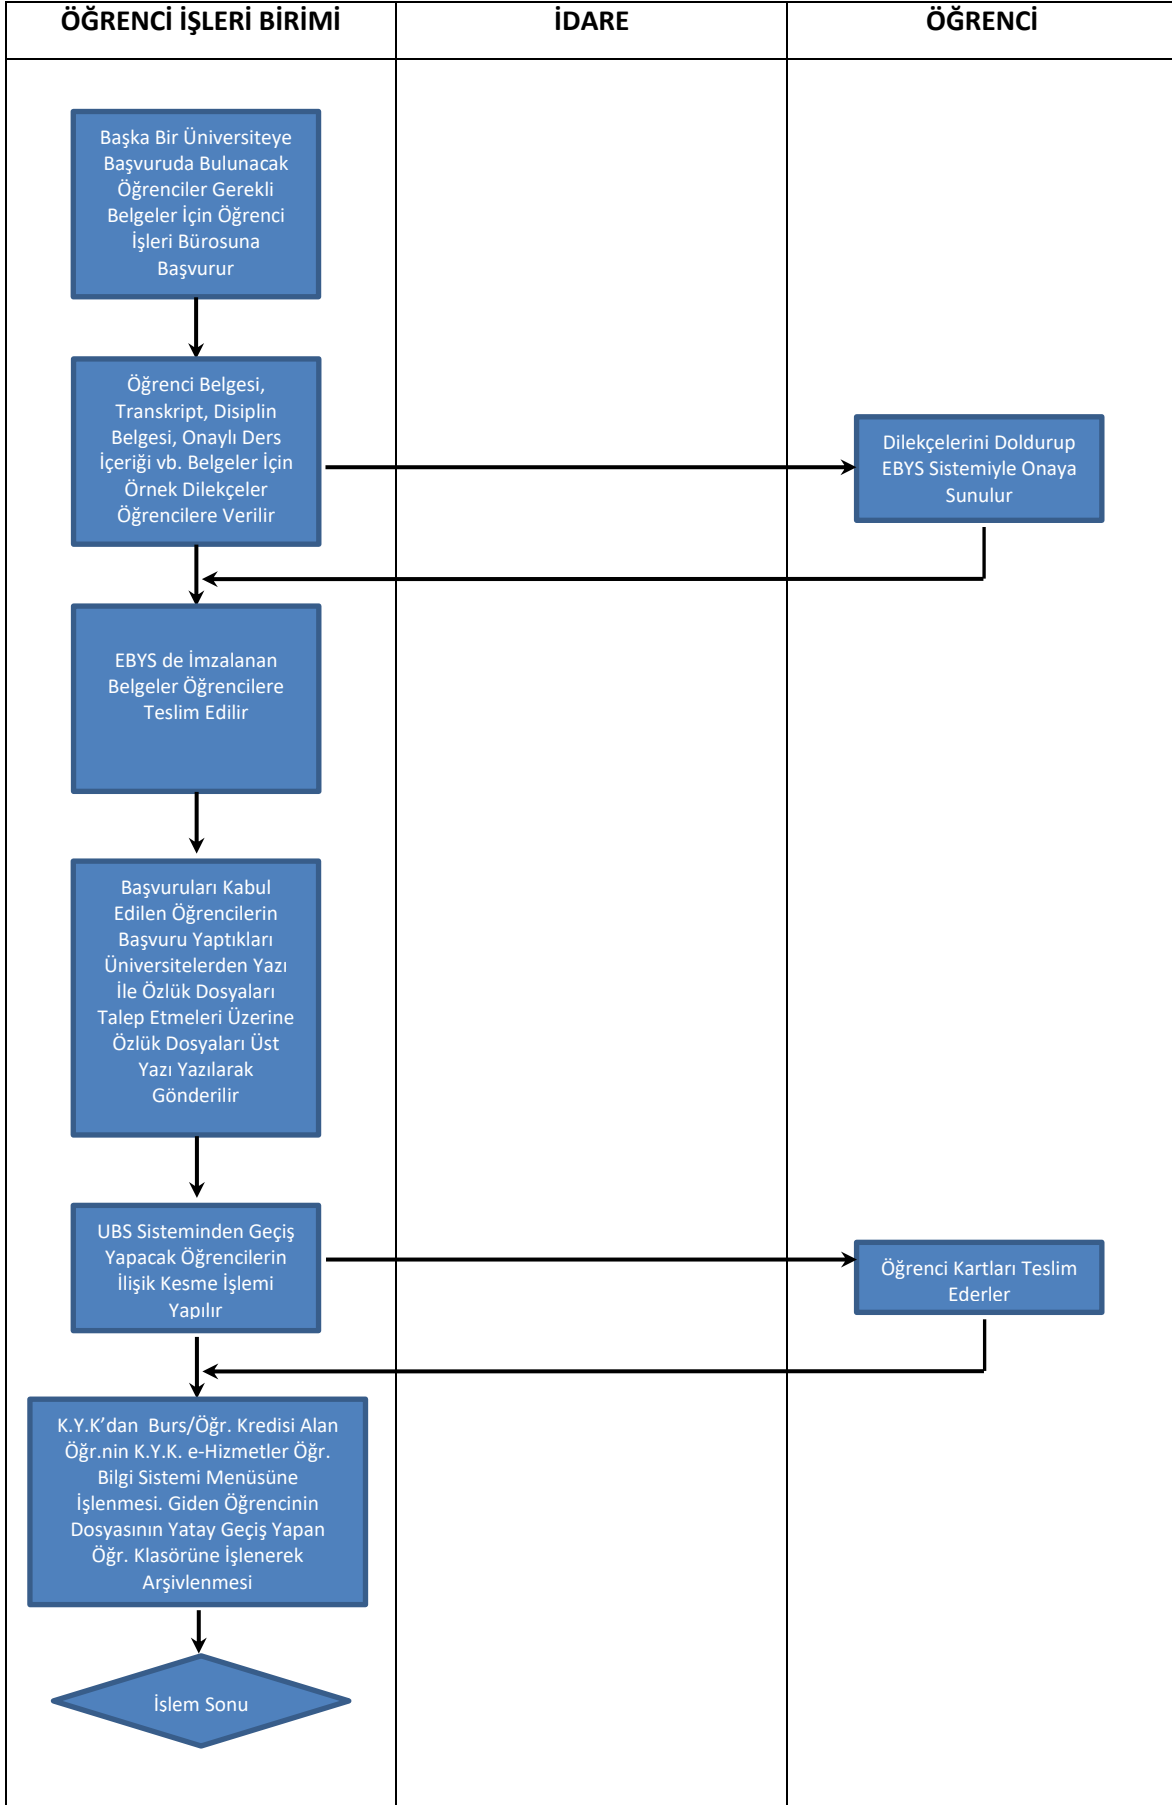 ÖĞRENCİ İŞLERİ BİRİMİ
İDARE
ÖĞRENCİ
Başka Bir Üniversiteye
Başvuruda Bulunacak
Öğrenciler Gerekli
Belgeler İçin Öğrenci
İşleri Bürosuna
Başvurur
Öğrenci Belgesi,
Transkript, Disiplin
Belgesi, Onaylı Ders
İçeriği vb. Belgeler İçin
Örnek Dilekçeler
Öğrencilere Verilir
Dilekçelerini Doldurup
EBYS Sistemiyle Onaya
Sunulur
EBYS de İmzalanan
Belgeler Öğrencilere
Teslim Edilir
Başvuruları Kabul
Edilen Öğrencilerin
Başvuru Yaptıkları
Üniversitelerden Yazı
İle Özlük Dosyaları
Talep Etmeleri Üzerine
Özlük Dosyaları Üst
Yazı Yazılarak
Gönderilir
UBS Sisteminden Geçiş
Yapacak Öğrencilerin
İlişik Kesme İşlemi
Yapılır
Öğrenci Kartları Teslim
Ederler
K.Y.K’dan  Burs/Öğr. Kredisi Alan
Öğr.nin K.Y.K. e-Hizmetler Öğr.
Bilgi Sistemi Menüsüne
İşlenmesi. Giden Öğrencinin
Dosyasının Yatay Geçiş Yapan
Öğr. Klasörüne İşlenerek
Arşivlenmesi
İşlem Sonu